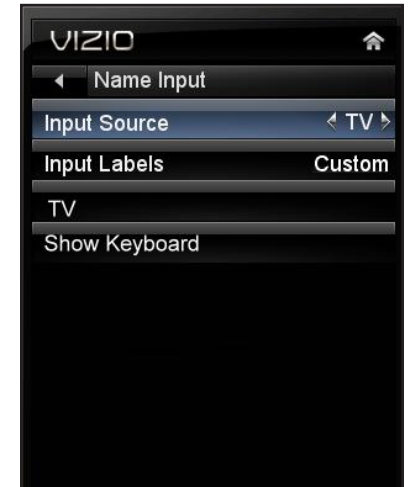 VIZIO
Name Input
Input Source TV
Input Labels Custom
TV
Show Keyboard